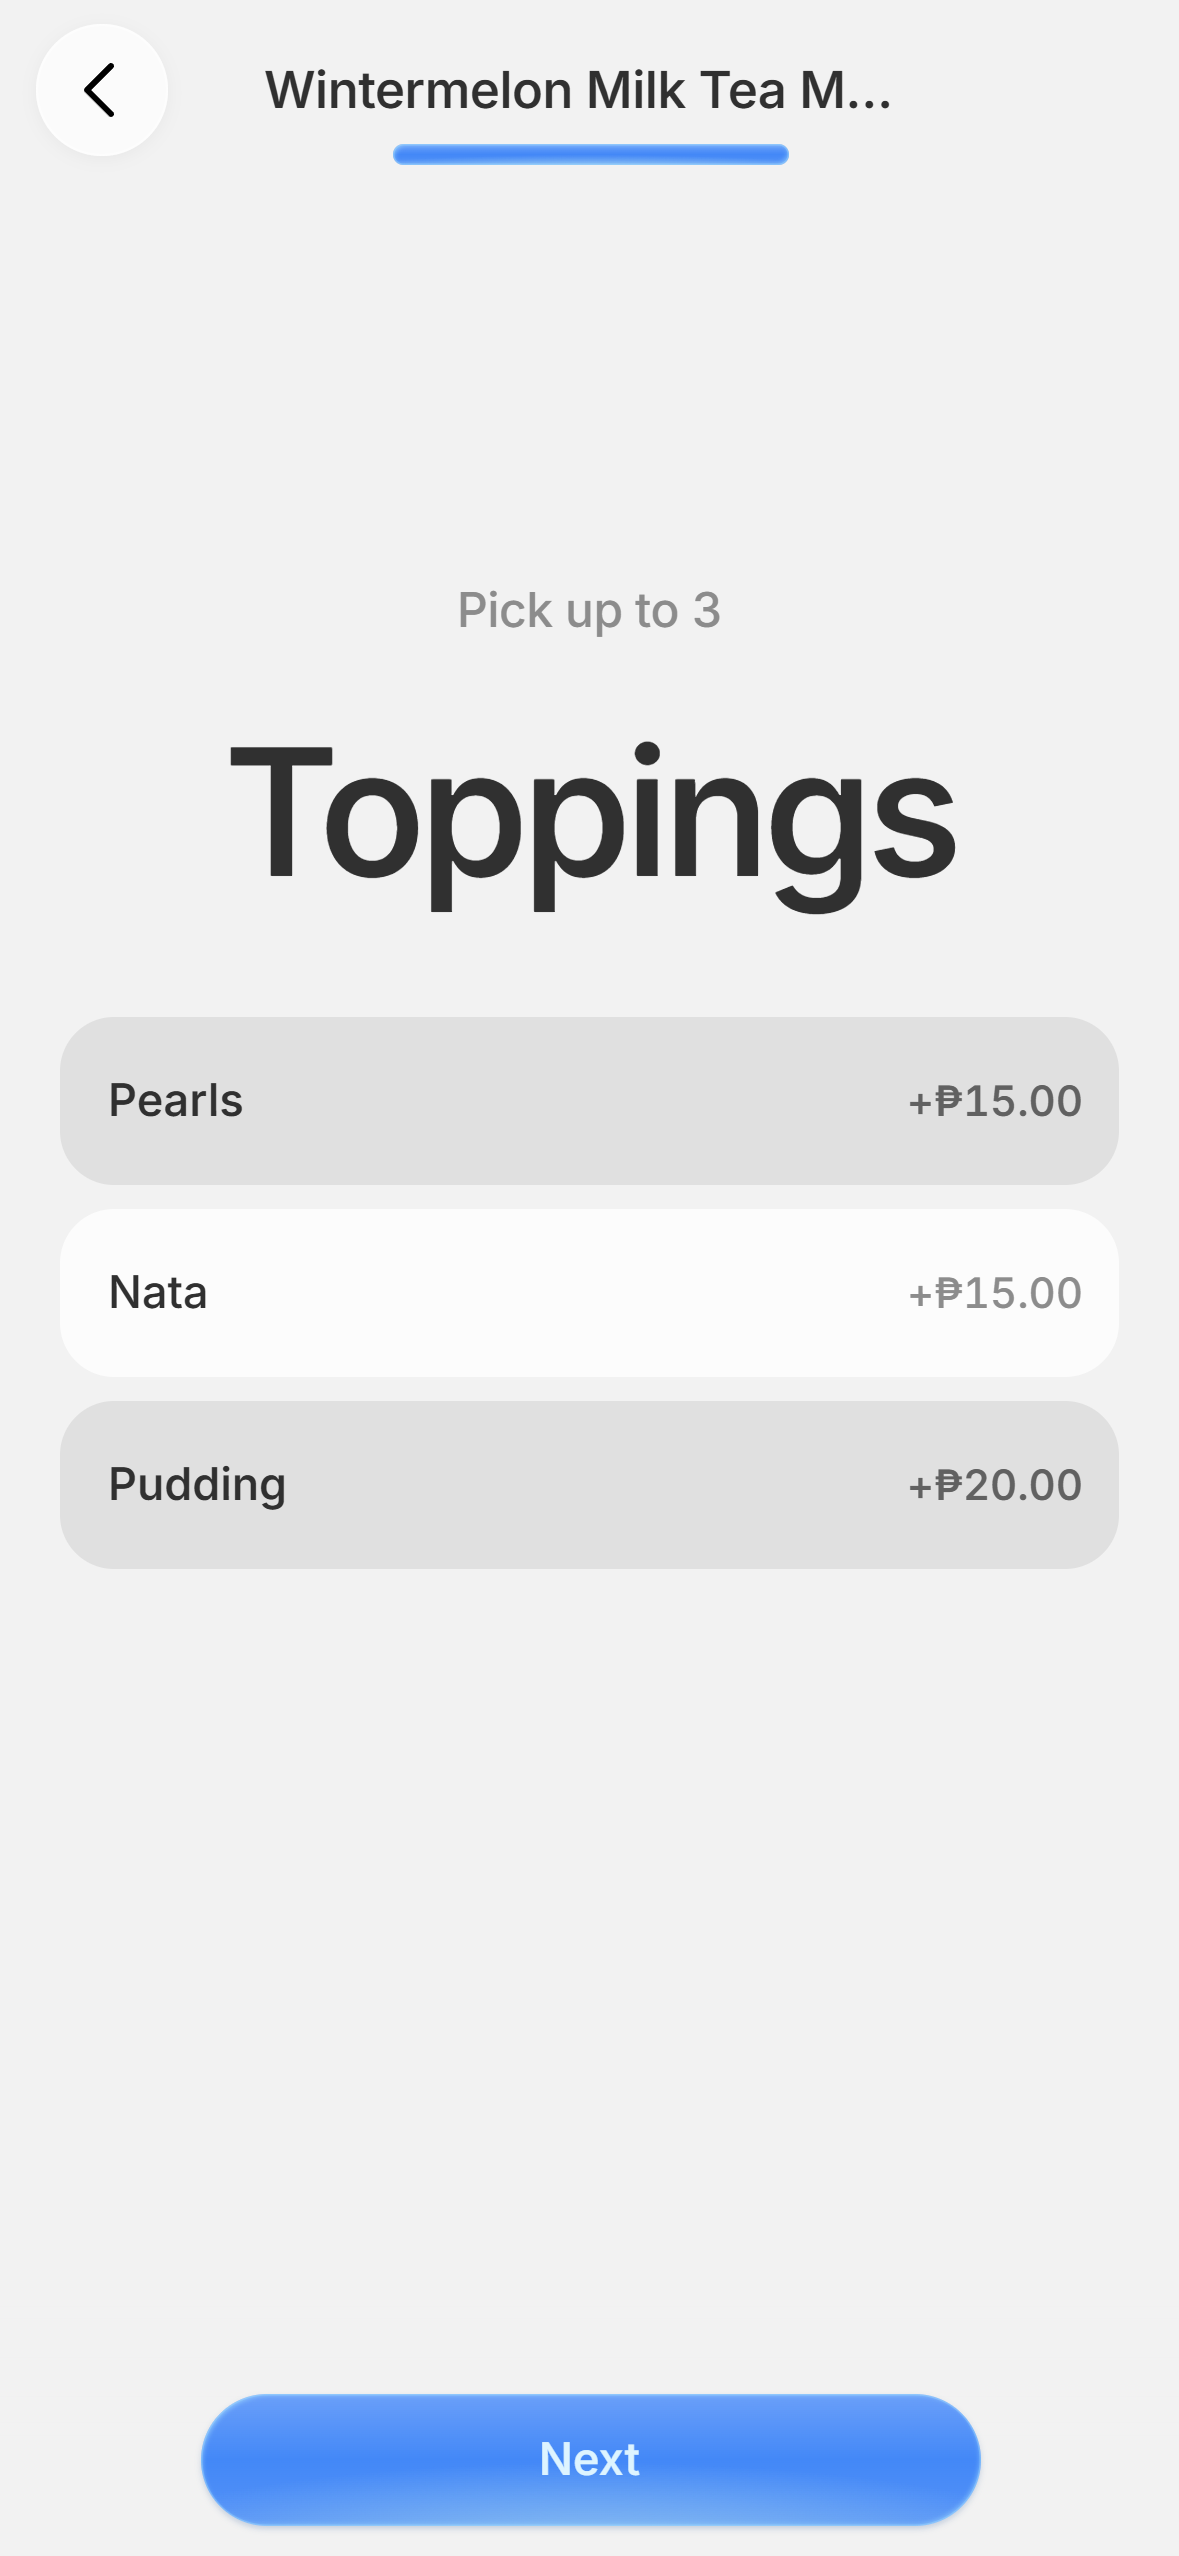 Wintermelon Milk Tea M...
Pick up to 3
Toppings
Pearls +₱15.00
Nata +₱15.00
Pudding +₱20.00
Next